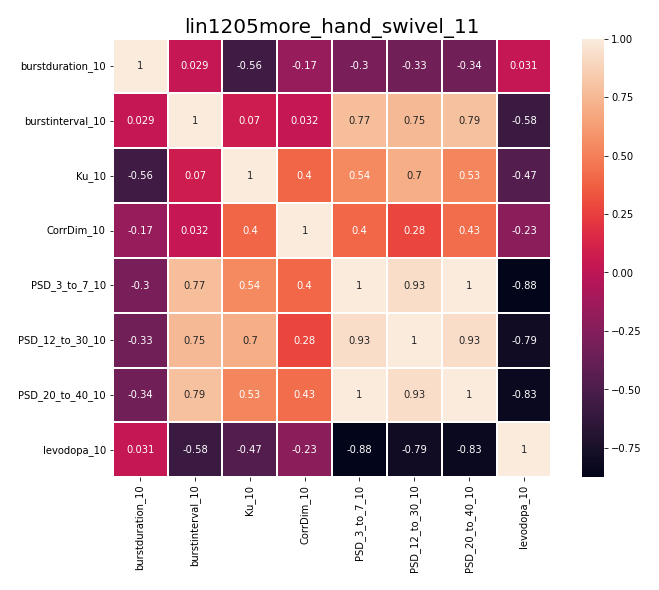 lin1205more_hand_swivel_11
burstduration_10 1 0.029 -0.56 -0.17 -0.3 -0.33 -0.34 0.031
burstinterval_10 0.029 1 0.07 0.032 0.77 0.75 0.79 -0.58
Ku_10 -0.56 0.07 1 0.4 0.54 0.7 0.53 -0.47
CorrDim_10 -0.17 0.032 0.4 1 0.4 0.28 0.43 -0.23
PSD_3_to_7_10 -0.3 0.77 0.54 0.4 1 0.93 1 -0.88
PSD_12_to_30_10 -0.33 0.75 0.7 0.28 0.93 1 0.93 -0.79
PSD_20_to_40_10 -0.34 0.79 0.53 0.43 1 0.93 1 -0.83
levodopa_10 0.031 -0.58 -0.47 -0.23 -0.88 -0.79 -0.83 1
burstduration_10
burstinterval_10
Ku_10
CorrDim_10
PSD_3_to_7_10
PSD_12_to_30_10
PSD_20_to_40_10
levodopa_10
1.00
0.75
0.50
0.25
0.00
−0.25
−0.50
−0.75